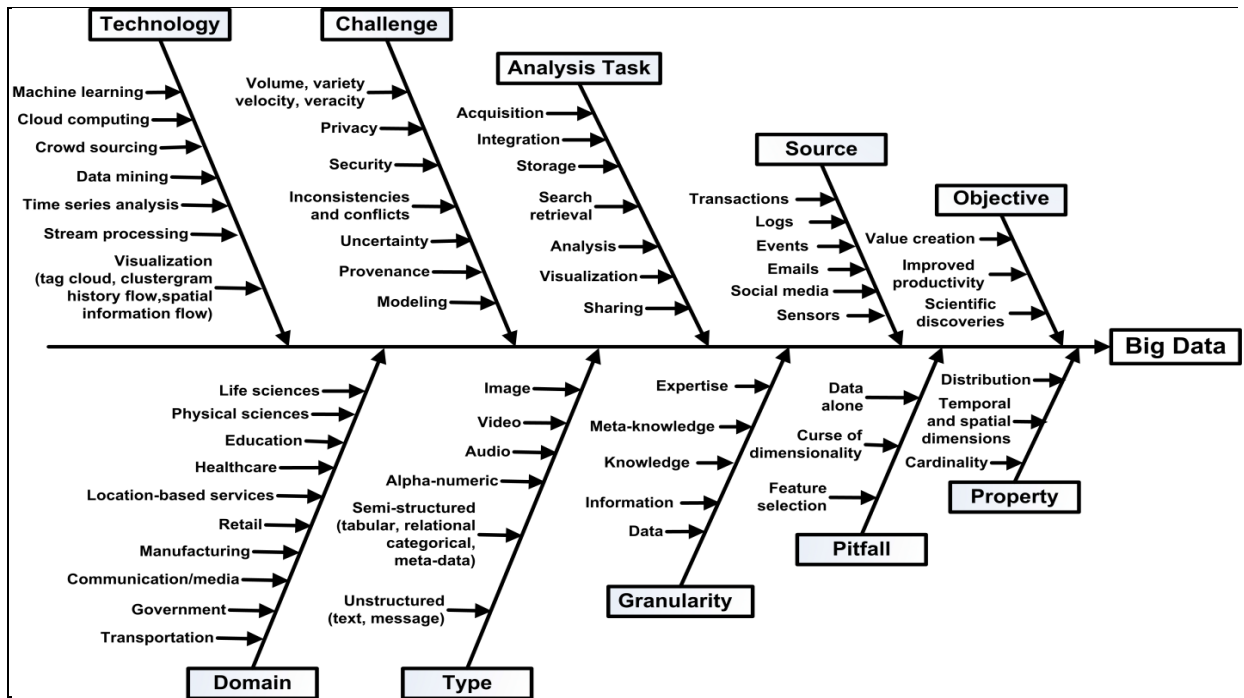 Technology
Machine learning
Cloud computing
Crowd sourcing
Data mining
Time series analysis
Stream processing
Visualization
(tag cloud, clustergram
history flow,spatial
information flow)
Challenge
Volume, variety
velocity, veracity
Privacy
Security
Inconsistencies
and conflicts
Uncertainty
Provenance
Modeling
Analysis Task
Acquisition
Integration
Storage
Search
retrieval
Analysis
Visualization
Sharing
Source
Transactions
Logs
Events
Emails
Social media
Sensors
Objective
Value creation
Improved
productivity
Scientific
discoveries
Big Data
Life sciences
Physical sciences
Education
Healthcare
Location-based services
Retail
Manufacturing
Communication/media
Government
Transportation
Domain
Image
Video
Audio
Alpha-numeric
Semi-structured
(tabular, relational
categorical,
meta-data)
Unstructured
(text, message)
Type
Expertise
Meta-knowledge
Knowledge
Information
Data
Granularity
Data
alone
Curse of
dimensionality
Feature
selection
Pitfall
Distribution
Temporal
and spatial
dimensions
Cardinality
Property